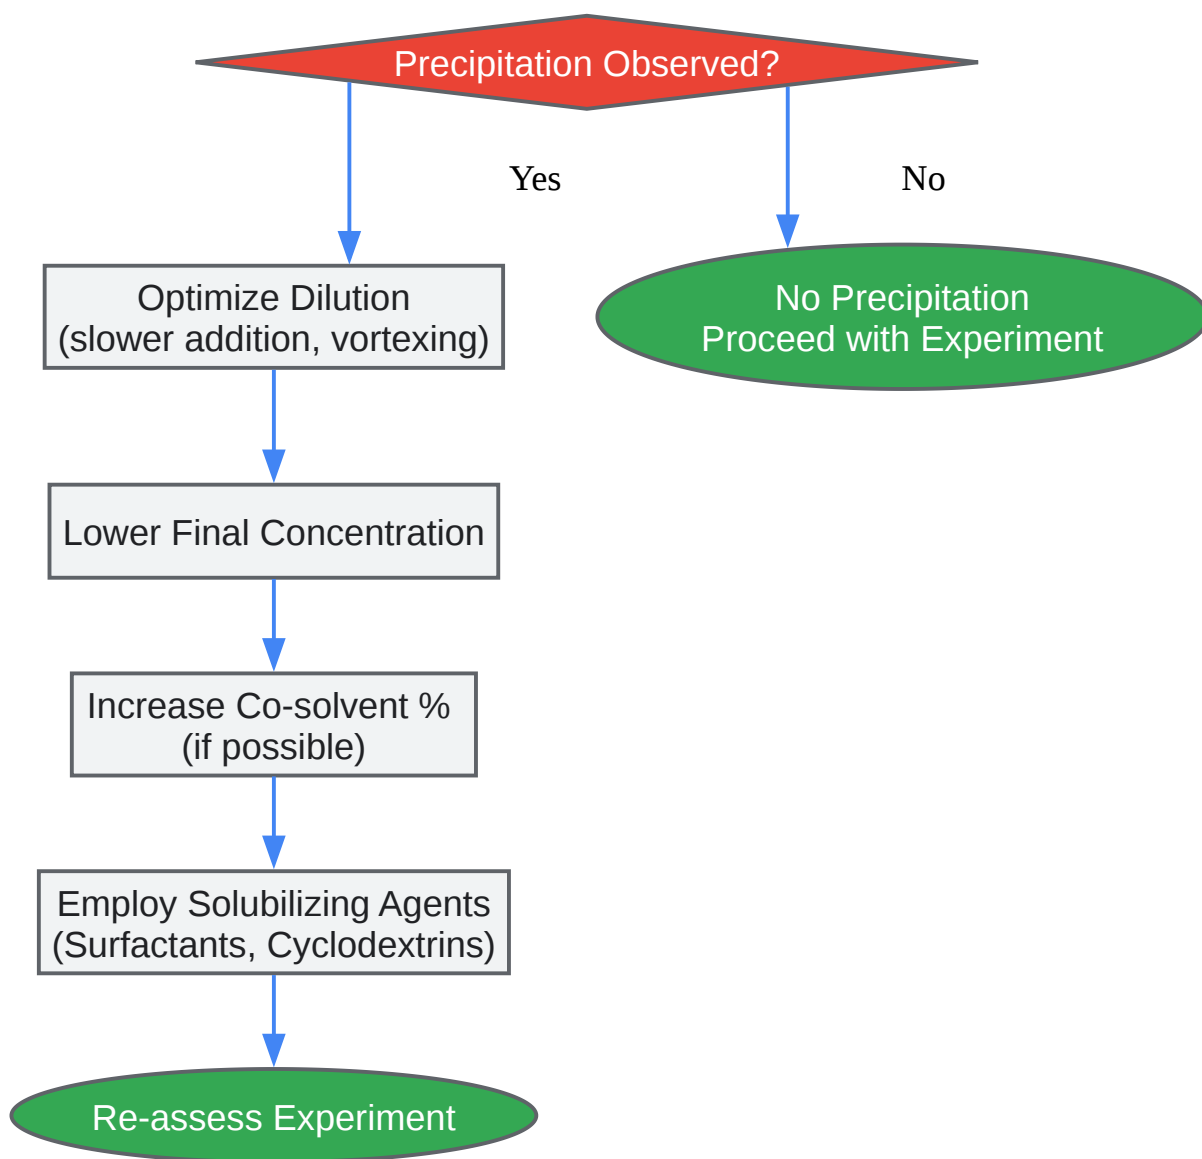 Precipitation Observed?
Yes
No
Optimize Dilution
(slower addition, vortexing)
No Precipitation
Proceed with Experiment
Lower Final Concentration
Increase Co-solvent %
(if possible)
Employ Solubilizing Agents
(Surfactants, Cyclodextrins)
Re-assess Experiment